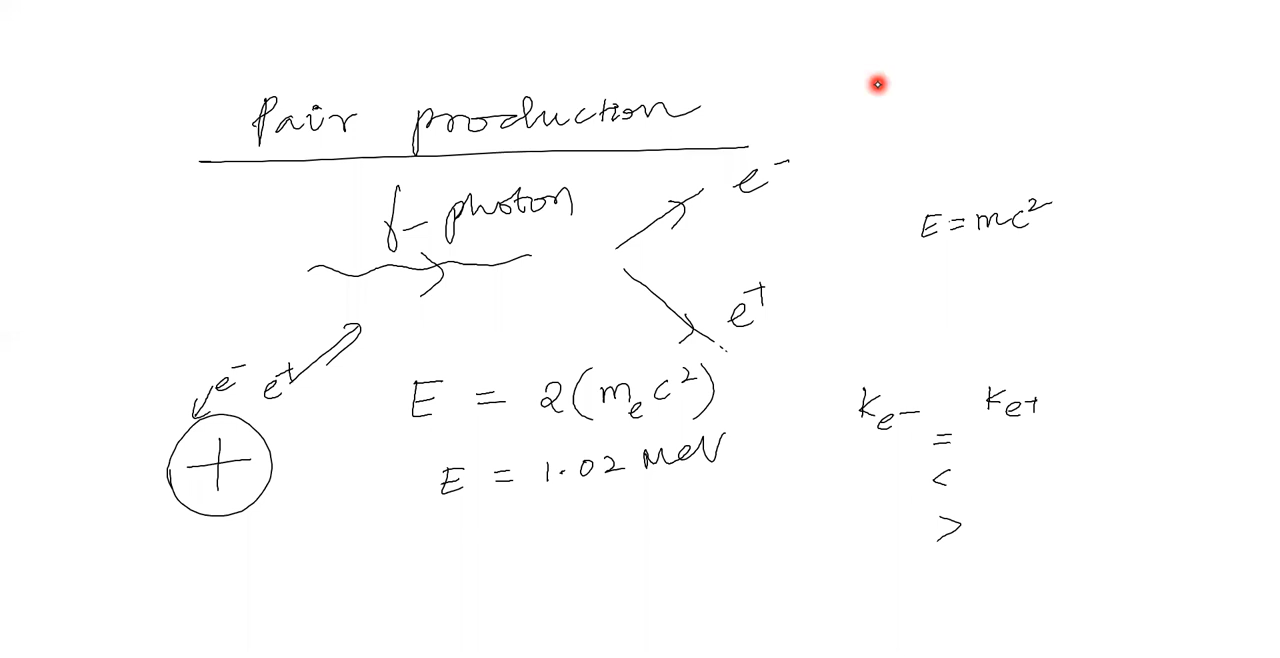 Pair production
γ-photon
e⁻
E = mc²
e⁺
e⁻ e⁺
E = 2(mₑc²)
E = 1.02 MeV
Kₑ₋ Kₑ₊
=
<
>
+